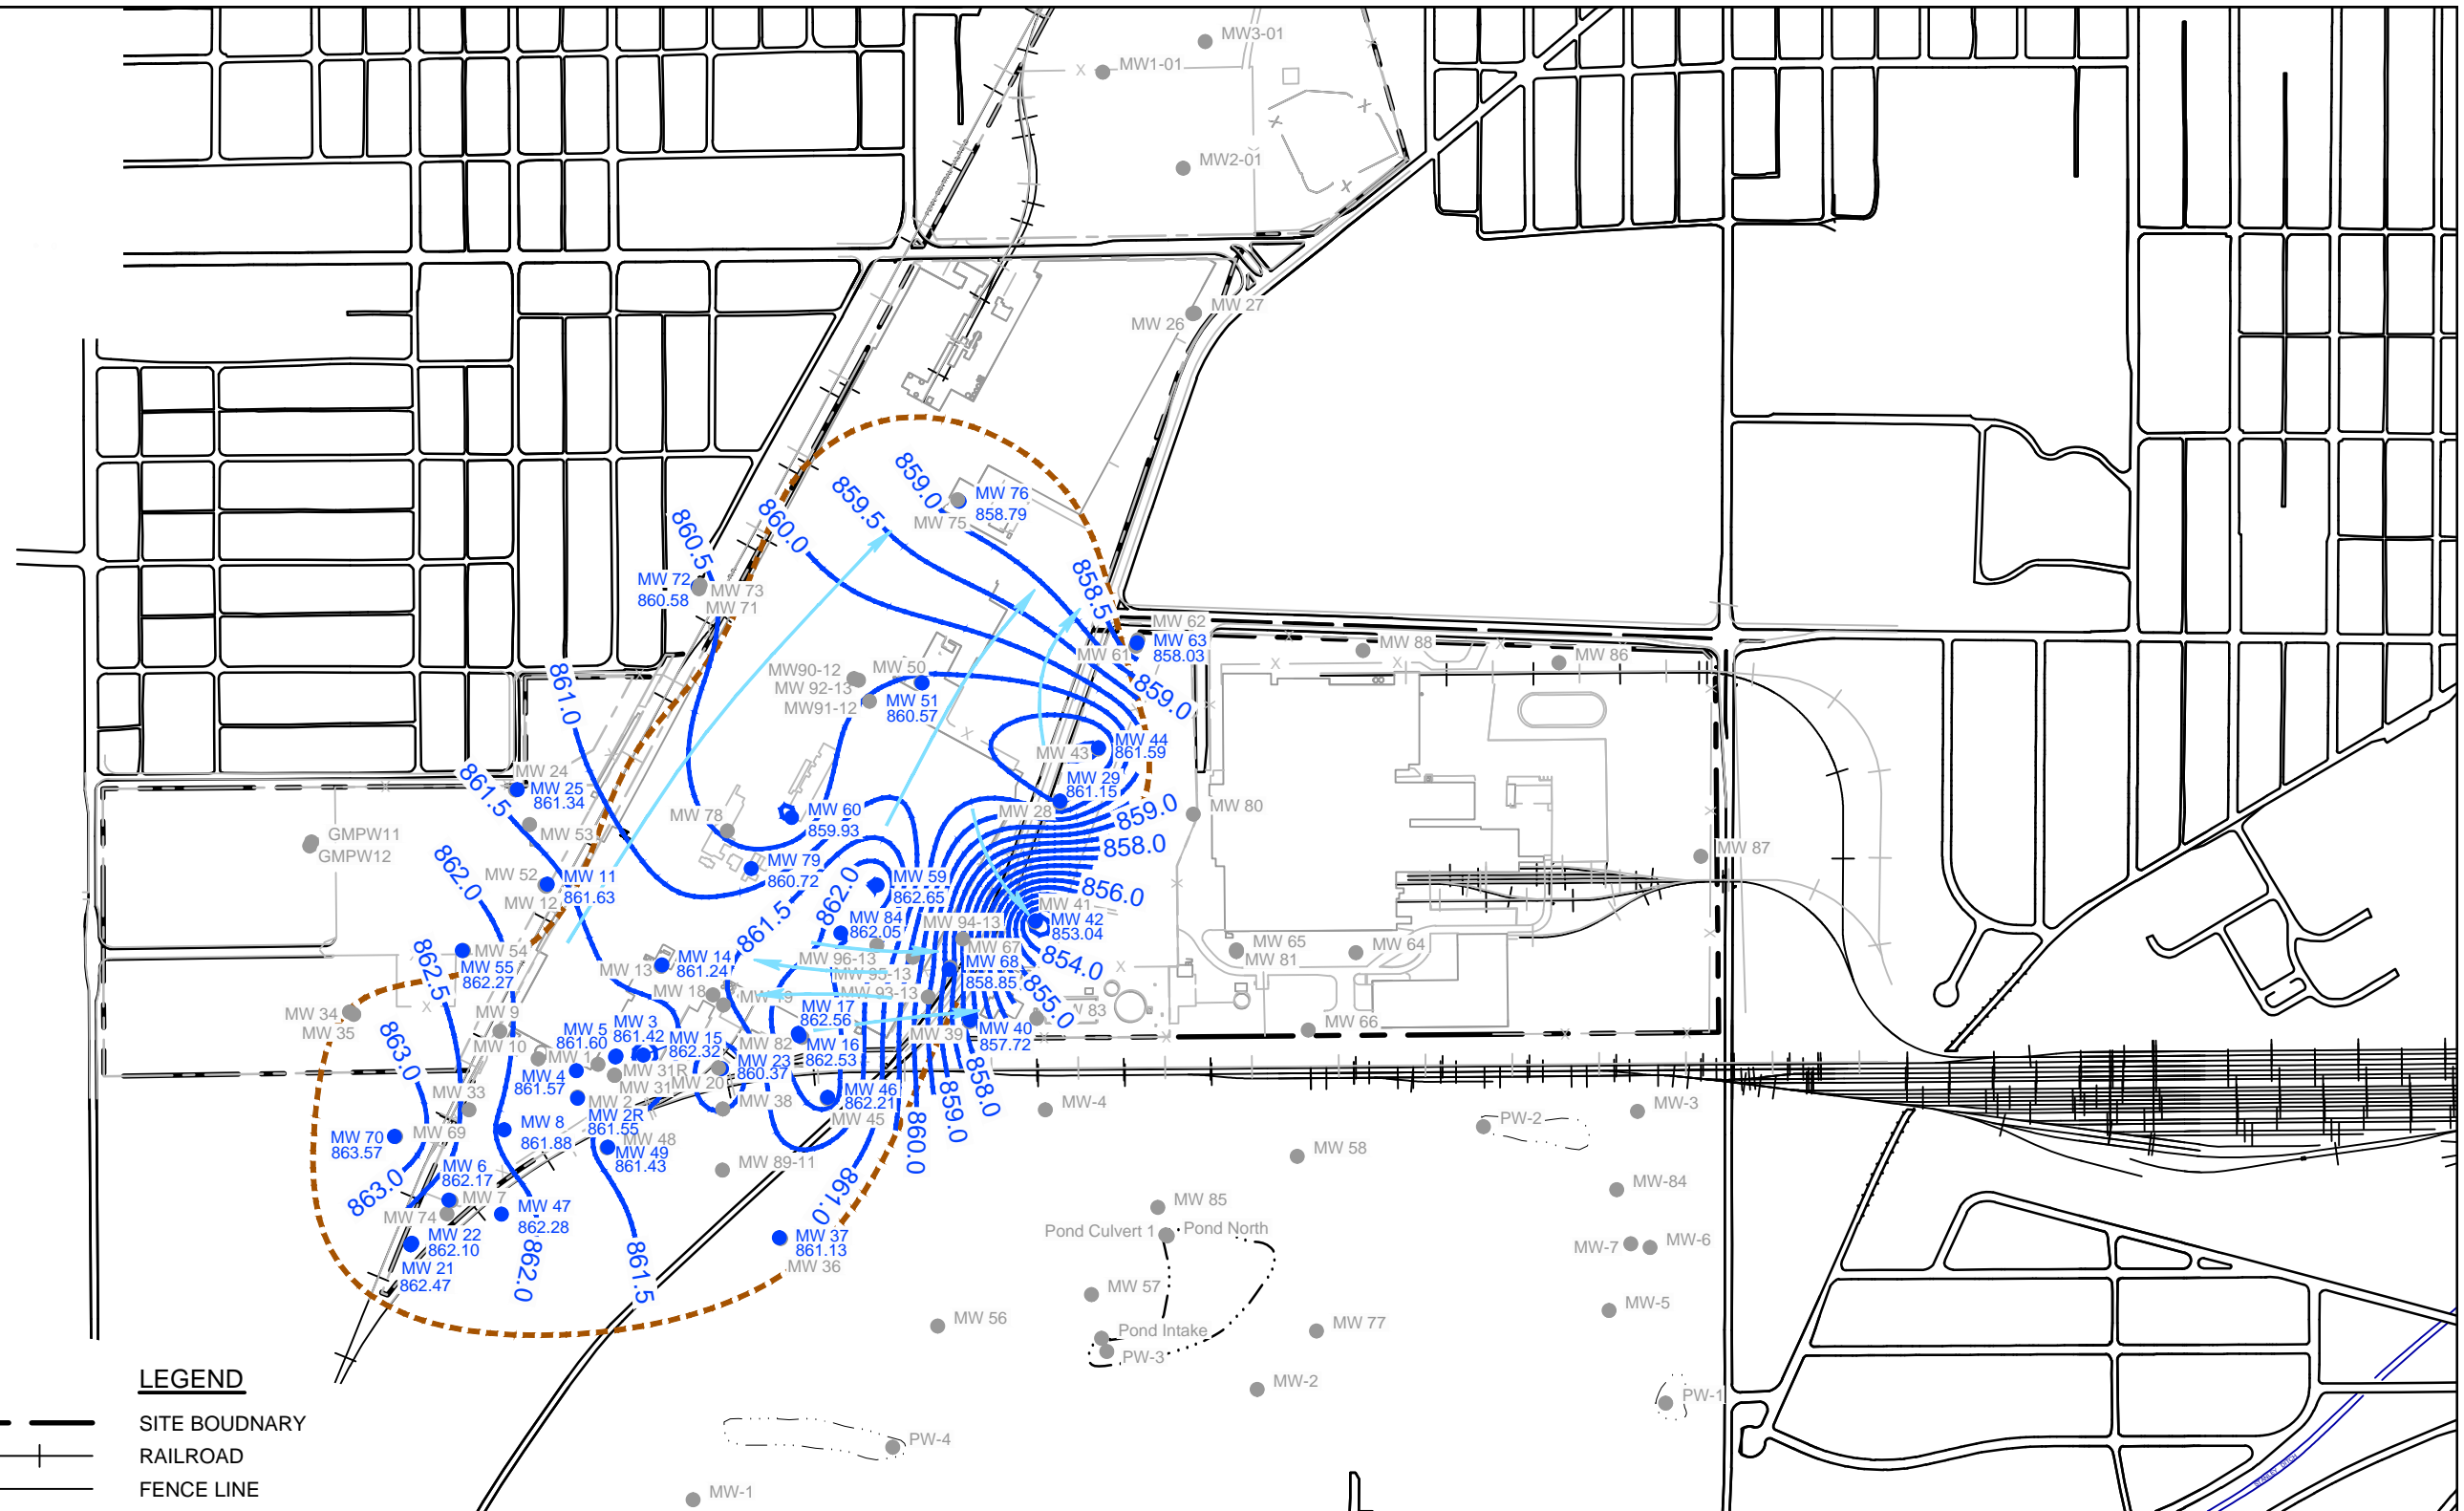 MW3-01
MW1-01
MW2-01
MW 27
MW 26
859.0
859.5
860.0
860.5
MW 76
858.79
MW 75
MW 72
860.58
MW 73
MW 71
858.5
MW 62
MW 63
858.03
MW 61
MW 88
MW 86
MW90-12
MW 50
MW 92-13
MW91-12
MW 51
860.57
859.0
861.0
MW 44
861.59
MW 43
MW 24
MW 25
861.34
861.5
MW 29
861.15
MW 28
859.0
MW 80
MW 60
859.93
MW 78
MW 53
GMPW11
GMPW12
858.0
MW 87
862.0
MW 79
860.72
MW 52
MW 11
861.63
MW 12
862.0
MW 59
862.65
856.0
MW 41
MW 42
853.04
861.5
MW 84
862.05
MW 94-13
MW 67
MW 65
MW 81
MW 64
862.5
MW 54
MW 55
862.27
MW 13
MW 14
861.24
MW 96-13
MW 95-13
MW 68
858.85
854.0
MW 18
MW 93-13
855.0
MW 34
MW 35
MW 9
MW 10
MW 17
862.56
MW 40
857.72
MW 39
MW 66
863.0
MW 5
861.60
MW 3
861.42
MW 15
862.32
MW 82
MW 16
862.53
MW 1
MW 4
861.57
MW 31R
MW 31
MW 20
MW 23
860.37
MW 33
MW 2
MW 2R
861.55
MW 38
MW 46
862.21
MW 45
859.0
858.0
MW-4
PW-2
MW-3
MW 70
863.57
MW 69
MW 8
861.88
MW 48
MW 49
861.43
860.0
MW 58
MW 89-11
863.0
MW 6
862.17
MW 7
MW 74
MW 47
862.28
861.0
MW 85
MW-84
Pond Culvert 1
Pond North
MW 22
862.10
MW 21
862.47
862.0
861.5
MW 37
861.13
MW 36
MW-7
MW-6
MW 57
MW 56
Pond Intake
PW-3
MW 77
MW-5
MW-2
PW-1
PW-4
MW-1
LEGEND
SITE BOUDNARY
RAILROAD
FENCE LINE